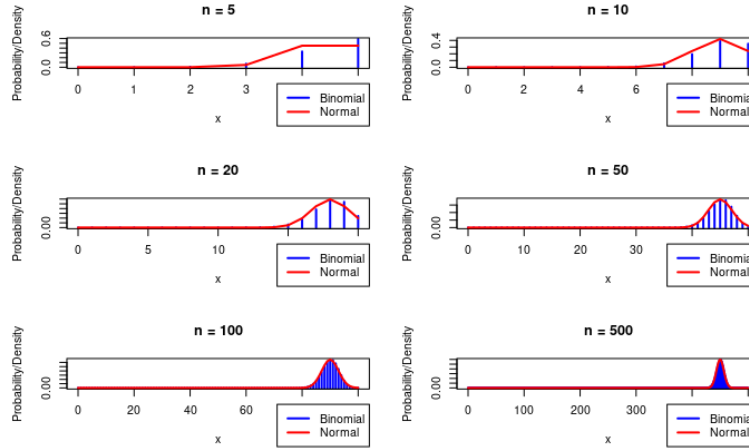 n = 5
Probability/Density
0.0 0.6
0 1 2 3
x
Binomial
Normal
n = 10
Probability/Density
0.0 0.4
0 2 4 6
x
Binomial
Normal
n = 20
Probability/Density
0.00
0 5 10
x
Binomial
Normal
n = 50
Probability/Density
0.00
0 10 20 30
x
Binomial
Normal
n = 100
Probability/Density
0.00
0 20 40 60
x
Binomial
Normal
n = 500
Probability/Density
0.00
0 100 200 300
x
Binomial
Normal